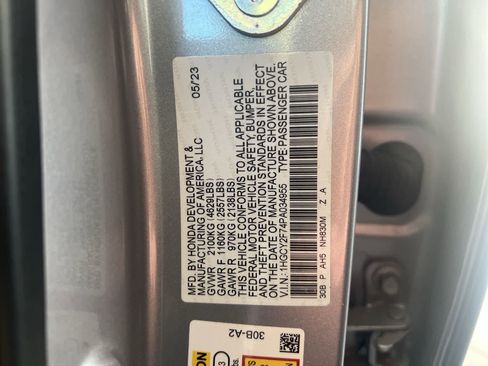 MFD. BY HONDA DEVELOPMENT & 05/23
MANUFACTURING OF AMERICA, LLC
GVWR 2100KG (4629LBS)
GAWR F 1160KG (2557LBS)
GAWR R 970KG (2138LBS)
THIS VEHICLE CONFORMS TO ALL APPLICABLE
FEDERAL MOTOR VEHICLE SAFETY, BUMPER,
AND THEFT PREVENTION STANDARDS IN EFFECT
ON THE DATE OF MANUFACTURE SHOWN ABOVE.
V.I.N.: 1HGCY2F74PA034955 TYPE:PASSENGER CAR
30B P AH5 NH830M Z .A
30B-A2